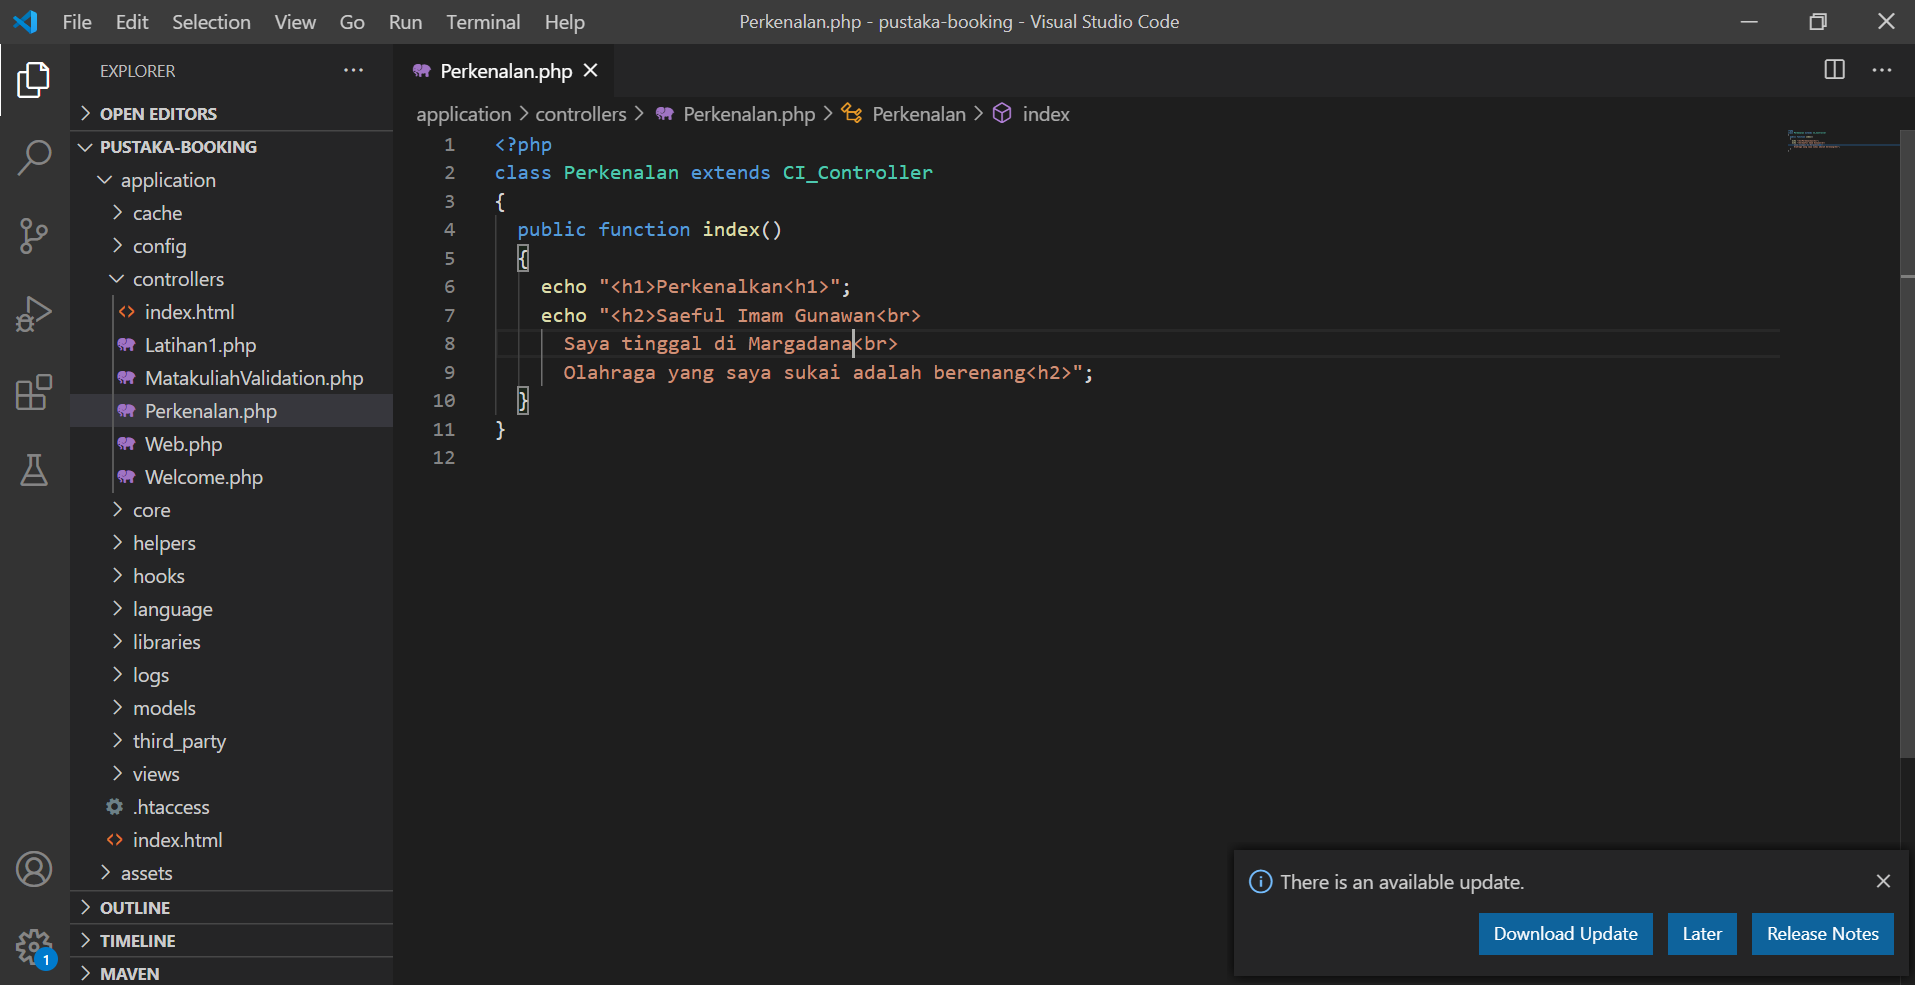 File Edit Selection View Go Run Terminal Help
Perkenalan.php - pustaka-booking - Visual Studio Code
EXPLORER
OPEN EDITORS
PUSTAKA-BOOKING
application
cache
config
controllers
index.html
Latihan1.php
MatakuliahValidation.php
Perkenalan.php
Web.php
Welcome.php
core
helpers
hooks
language
libraries
logs
models
third_party
views
.htaccess
index.html
assets
OUTLINE
TIMELINE
MAVEN
1
Perkenalan.php
application > controllers > Perkenalan.php > Perkenalan > index
1 <?php
2 class Perkenalan extends CI_Controller
3 {
4 public function index()
5 {
6 echo "<h1>Perkenalkan<h1>";
7 echo "<h2>Saeful Imam Gunawan<br>
8 Saya tinggal di Margadana<br>
9 Olahraga yang saya sukai adalah berenang<h2>";
10 }
11 }
12
There is an available update.
Download Update Later Release Notes